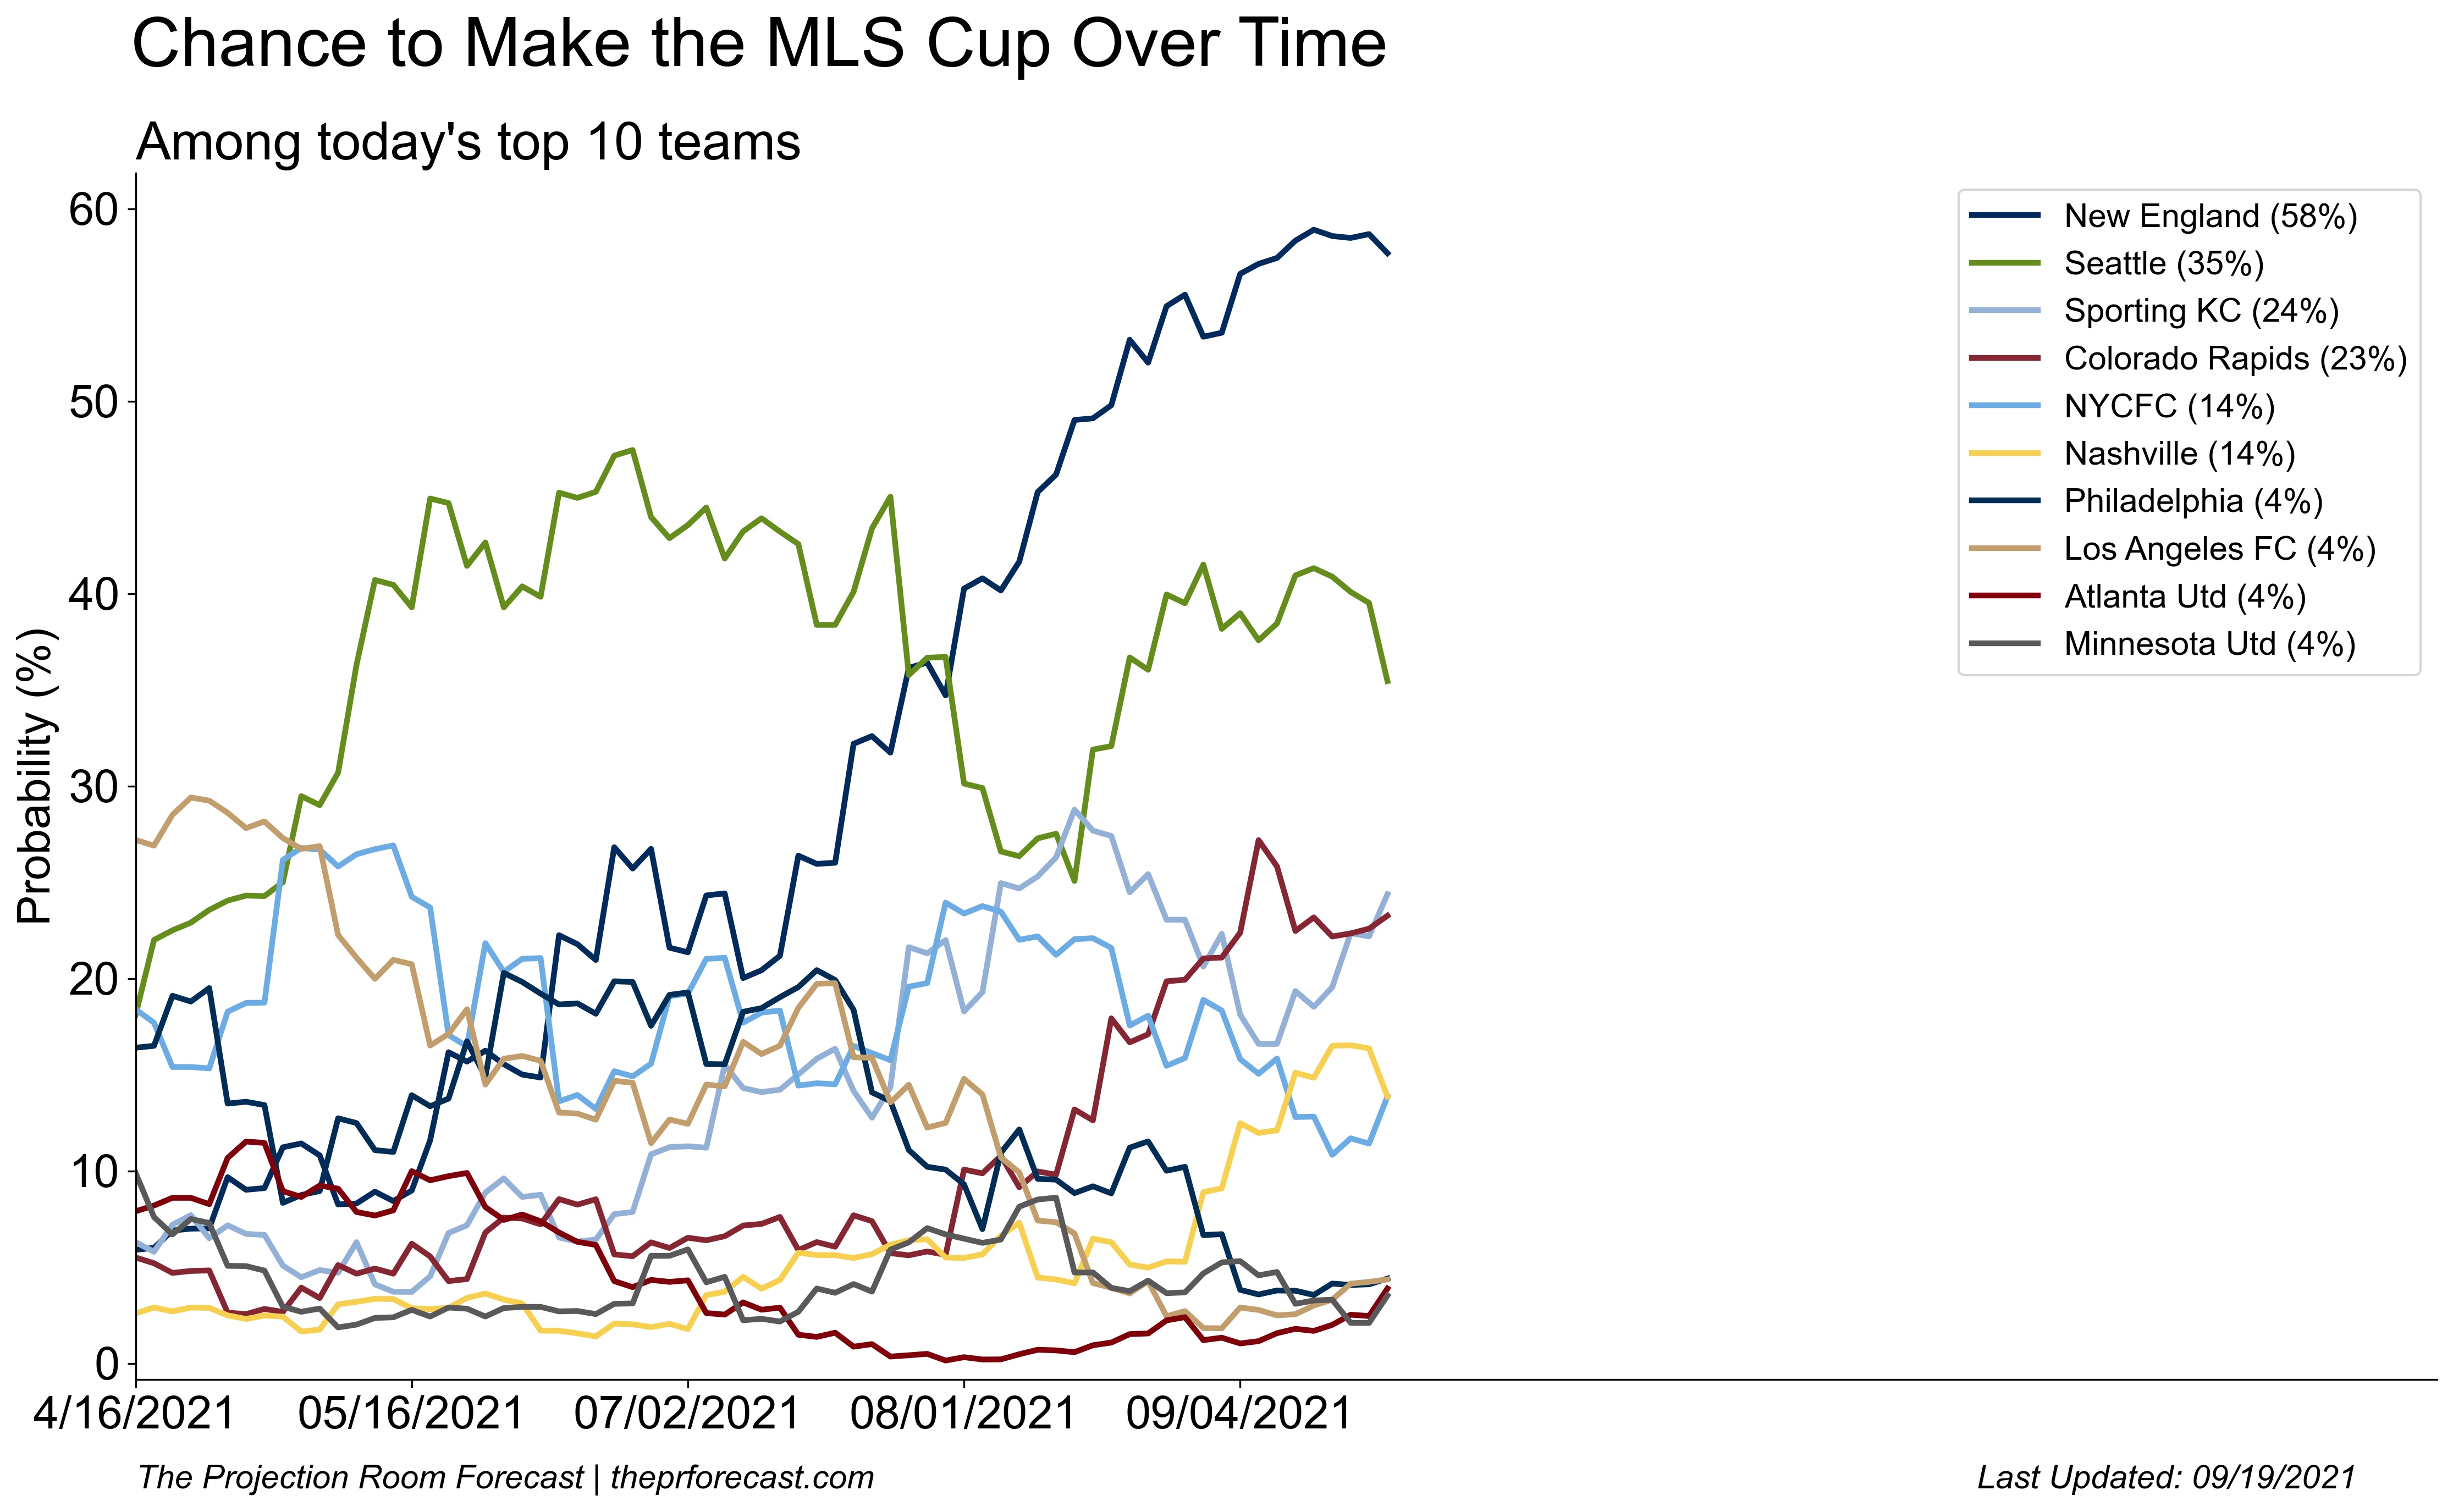 Chance to Make the MLS Cup Over Time
Among today's top 10 teams
Probability (%)
60
50
40
30
20
10
0
4/16/2021 05/16/2021 07/02/2021 08/01/2021 09/04/2021
New England (58%)
Seattle (35%)
Sporting KC (24%)
Colorado Rapids (23%)
NYCFC (14%)
Nashville (14%)
Philadelphia (4%)
Los Angeles FC (4%)
Atlanta Utd (4%)
Minnesota Utd (4%)
The Projection Room Forecast | theprforecast.com
Last Updated: 09/19/2021